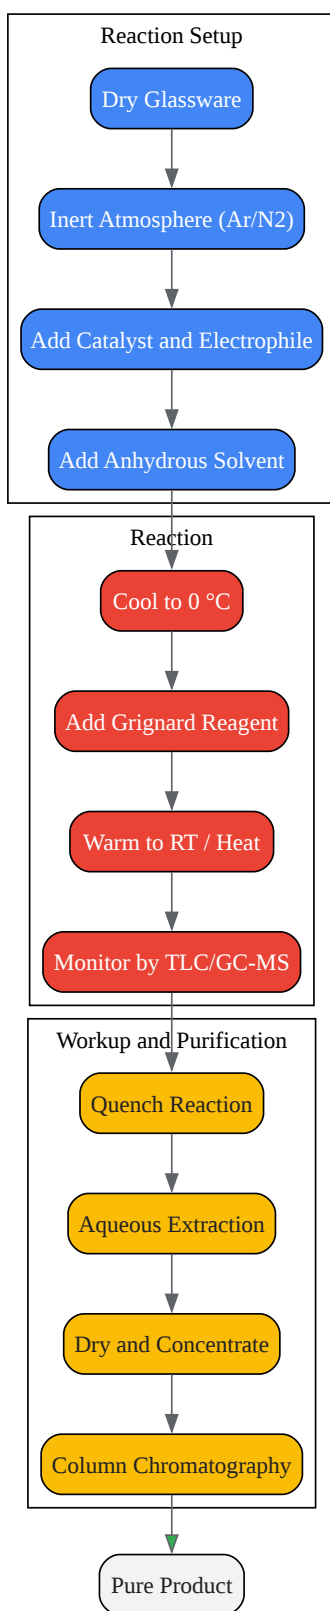 Reaction Setup
Dry Glassware
Inert Atmosphere (Ar/N2)
Add Catalyst and Electrophile
Add Anhydrous Solvent
Reaction
Cool to 0 °C
Add Grignard Reagent
Warm to RT / Heat
Monitor by TLC/GC-MS
Workup and Purification
Quench Reaction
Aqueous Extraction
Dry and Concentrate
Column Chromatography
Pure Product